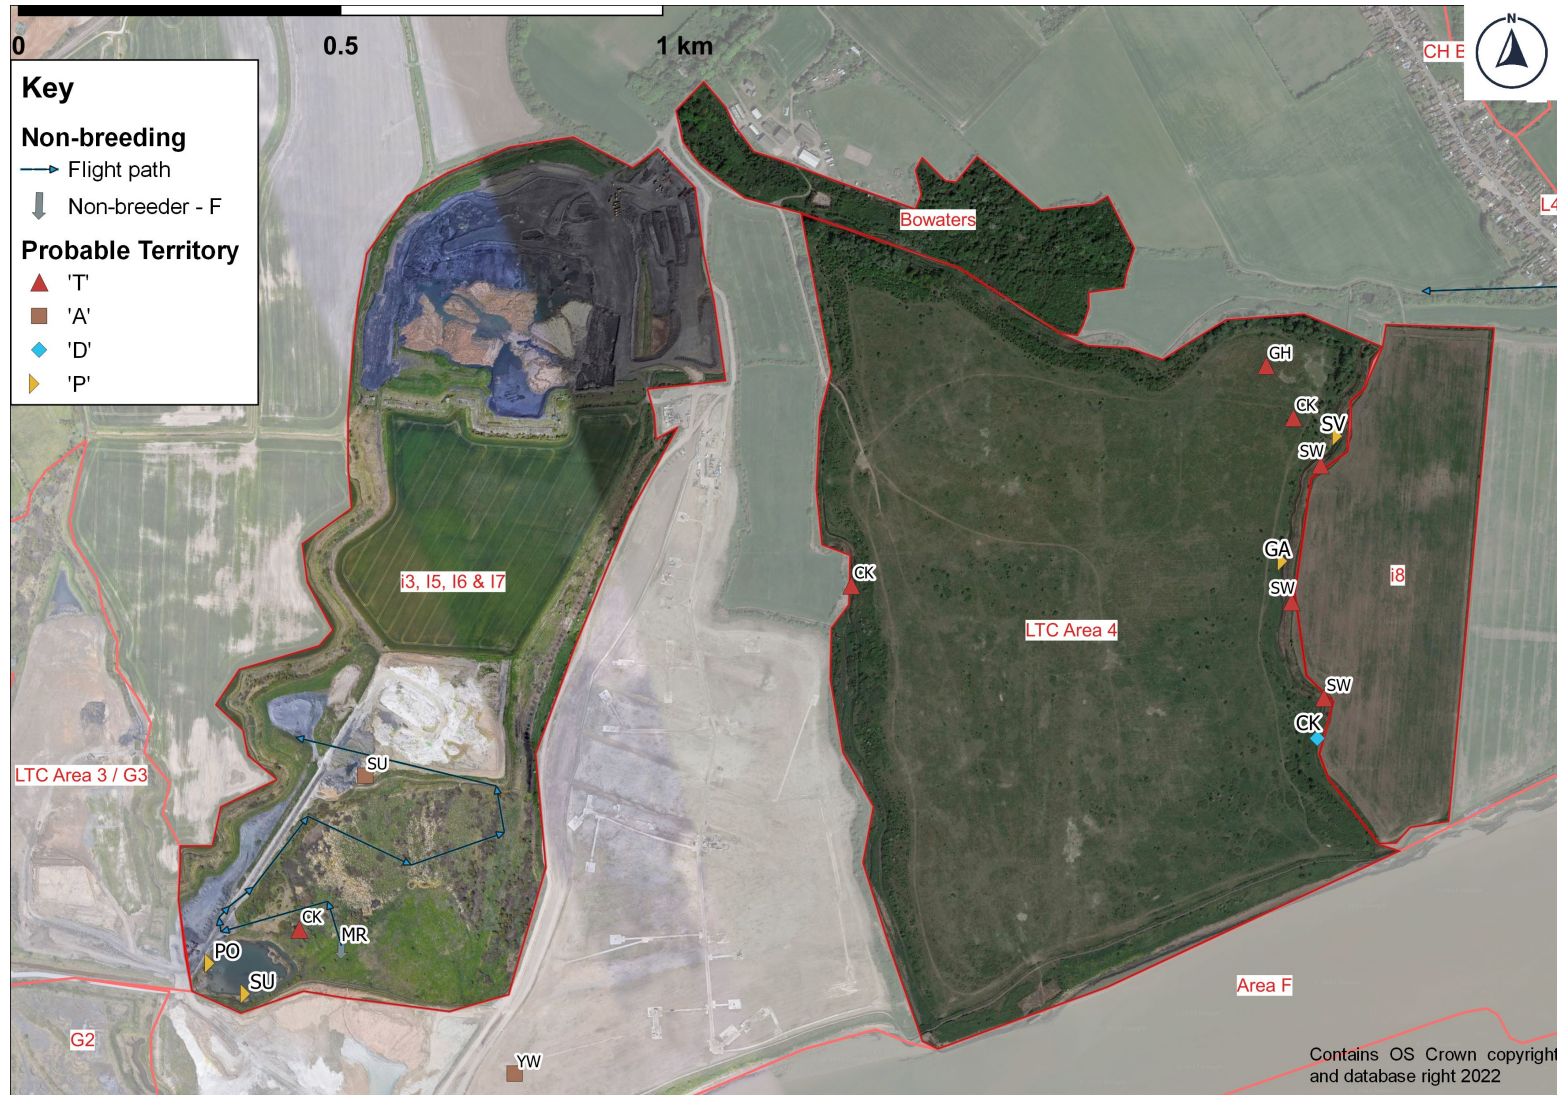 0
0.5
1 km
N
CH B
L4
Key
Non-breeding
Flight path
Non-breeder - F
Probable Territory
'T'
'A'
'D'
'P'
Bowaters
GH
CK
SV
SW
GA
SW
i8
CK
i3, I5, I6 & I7
LTC Area 4
SW
CK
SU
LTC Area 3 / G3
CK
MR
PO
SU
Area F
G2
YW
Contains OS Crown copyright
and database right 2022